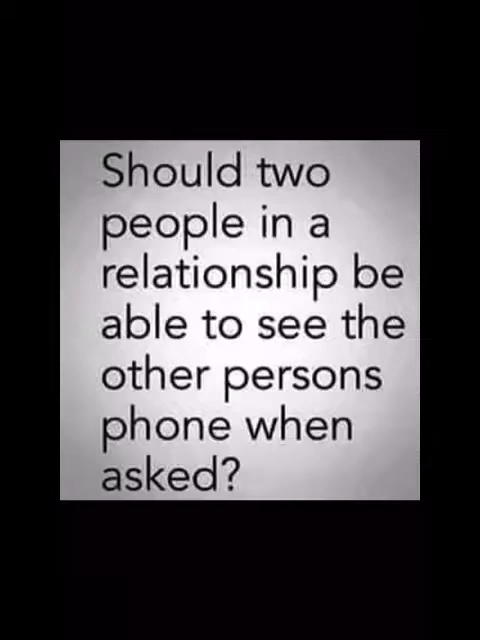 Should two
people in a
relationship be
able to see the
other persons
phone when
asked?